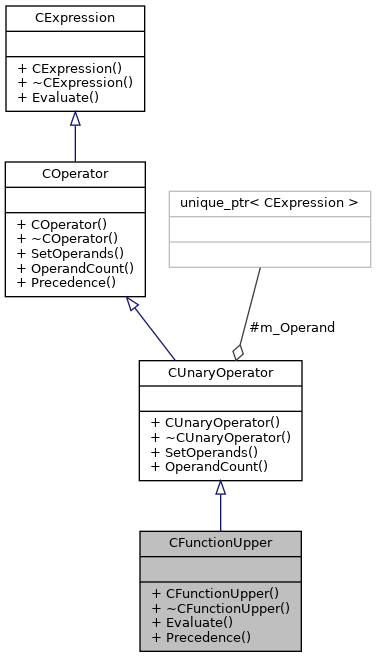 CExpression
+ CExpression()
+ ~CExpression()
+ Evaluate()
COperator
+ COperator()
+ ~COperator()
+ SetOperands()
+ OperandCount()
+ Precedence()
unique_ptr< CExpression >
#m_Operand
CUnaryOperator
+ CUnaryOperator()
+ ~CUnaryOperator()
+ SetOperands()
+ OperandCount()
CFunctionUpper
+ CFunctionUpper()
+ ~CFunctionUpper()
+ Evaluate()
+ Precedence()